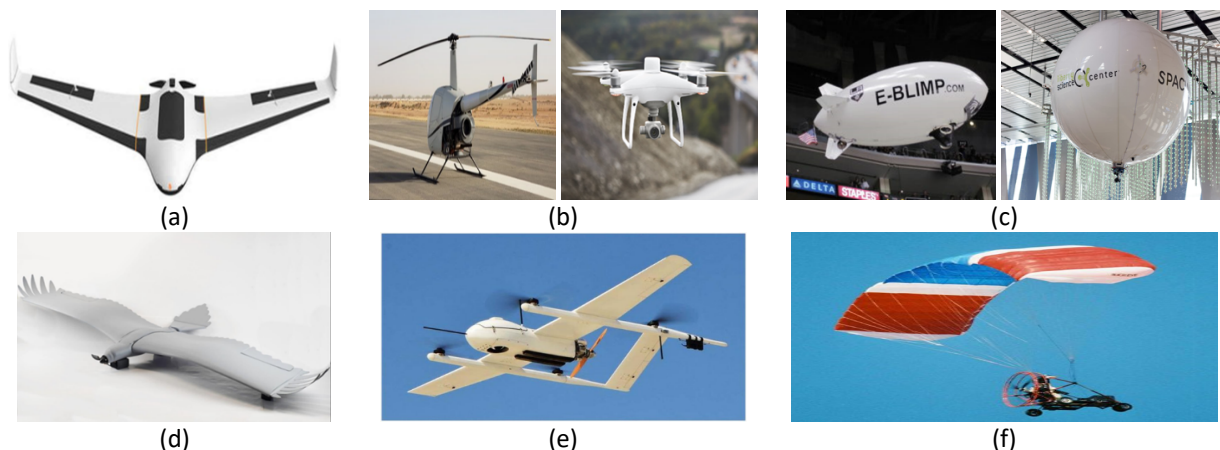 E-BLIMP.COM
DELTA
STAPLES
science center
SPAC
(a)
(b)
(c)
(d)
(e)
(f)